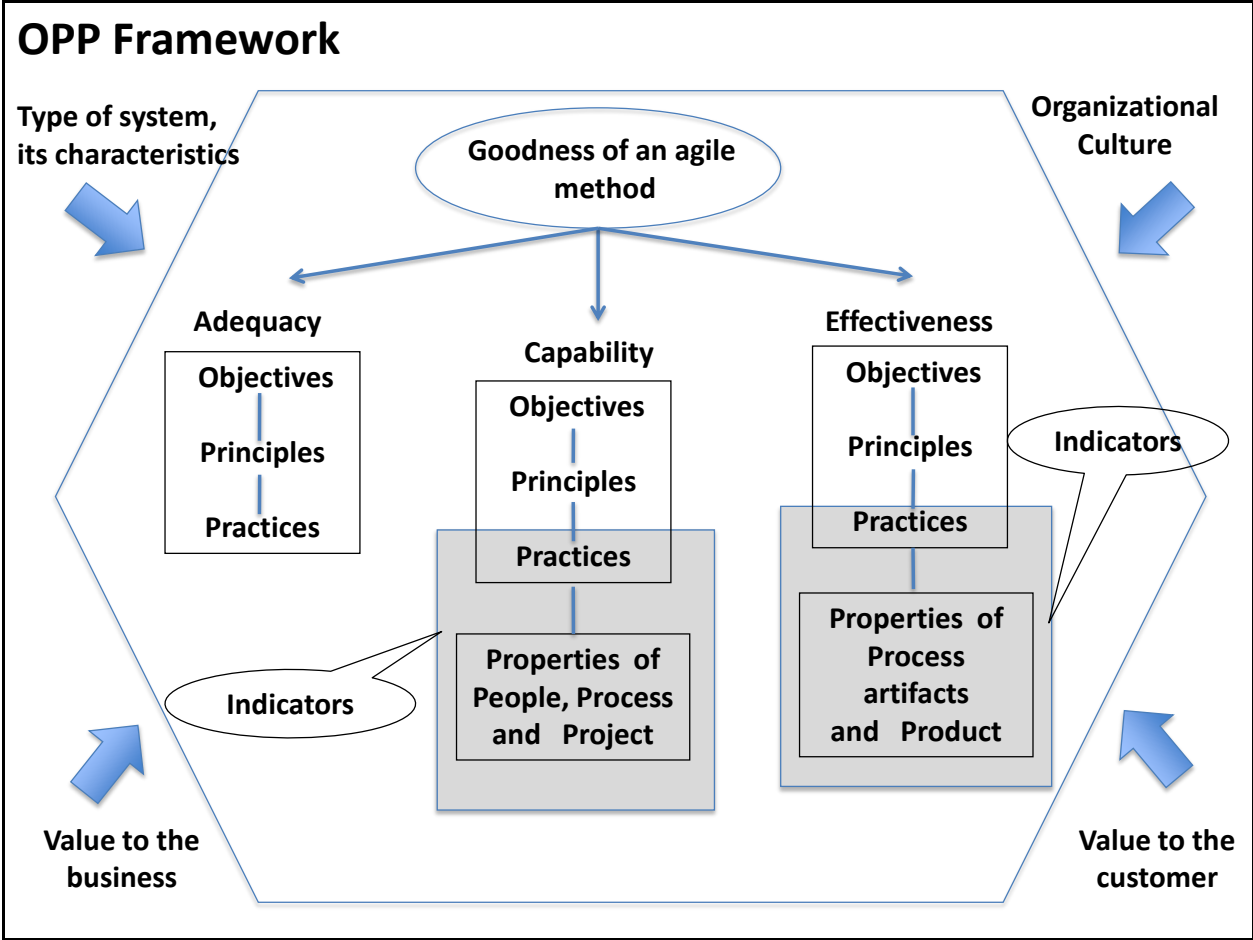 OPP Framework
Type of system,
its characteristics
Organizational
Culture
Goodness of an agile
method
Adequacy
Objectives
Principles
Practices
Capability
Objectives
Principles
Practices
Properties of
People, Process
and Project
Indicators
Effectiveness
Objectives
Principles
Practices
Properties of
Process
artifacts
and Product
Indicators
Value to the
business
Value to the
customer